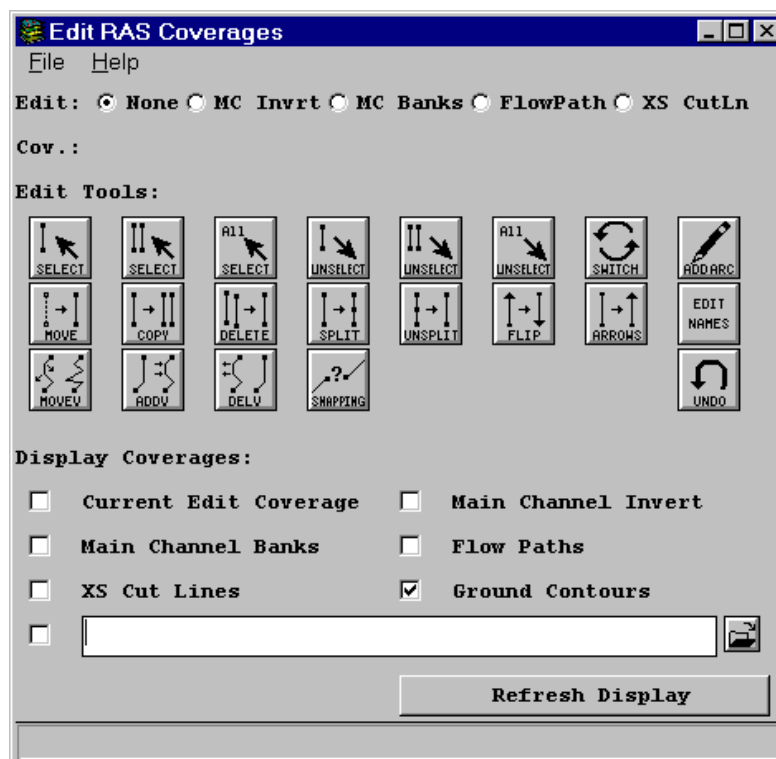 Edit RAS Coverages
File Help
Edit: None MC Invrt MC Banks FlowPath XS CutLn
Cov.:
Edit Tools:
All All
SELECT SELECT SELECT UNSELECT UNSELECT UNSELECT SWITCH ADD ARC
MOVE COPY DELETE SPLIT UNSPLIT FLIP ARROWS EDIT NAMES
?
MOVEV ADDV DELV SNAPPING UNDO
Display Coverages:
Current Edit Coverage Main Channel Invert
Main Channel Banks Flow Paths
XS Cut Lines Ground Contours
Refresh Display